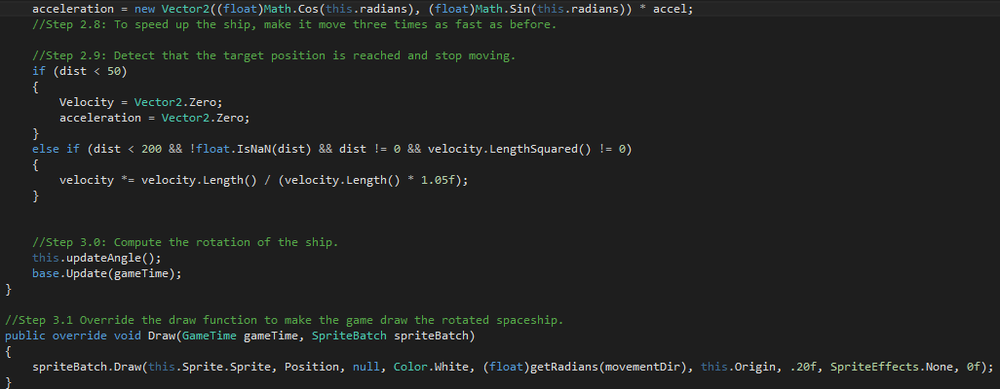 acceleration = new Vector2((float)Math.Cos(this.radians), (float)Math.Sin(this.radians)) * accel;
//Step 2.8: To speed up the ship, make it move three times as fast as before.
//Step 2.9: Detect that the target position is reached and stop moving.
if (dist < 50)
{
Velocity = Vector2.Zero;
acceleration = Vector2.Zero;
}
else if (dist < 200 && !float.IsNaN(dist) && dist != 0 && velocity.LengthSquared() != 0)
{
velocity *= velocity.Length() / (velocity.Length() * 1.05f);
}
//Step 3.0: Compute the rotation of the ship.
this.updateAngle();
base.Update(gameTime);
}
//Step 3.1 Override the draw function to make the game draw the rotated spaceship.
public override void Draw(GameTime gameTime, SpriteBatch spriteBatch)
{
spriteBatch.Draw(this.Sprite.Sprite, Position, null, Color.White, (float)getRadians(movementDir), this.Origin, .20f, SpriteEffects.None, 0f);
}